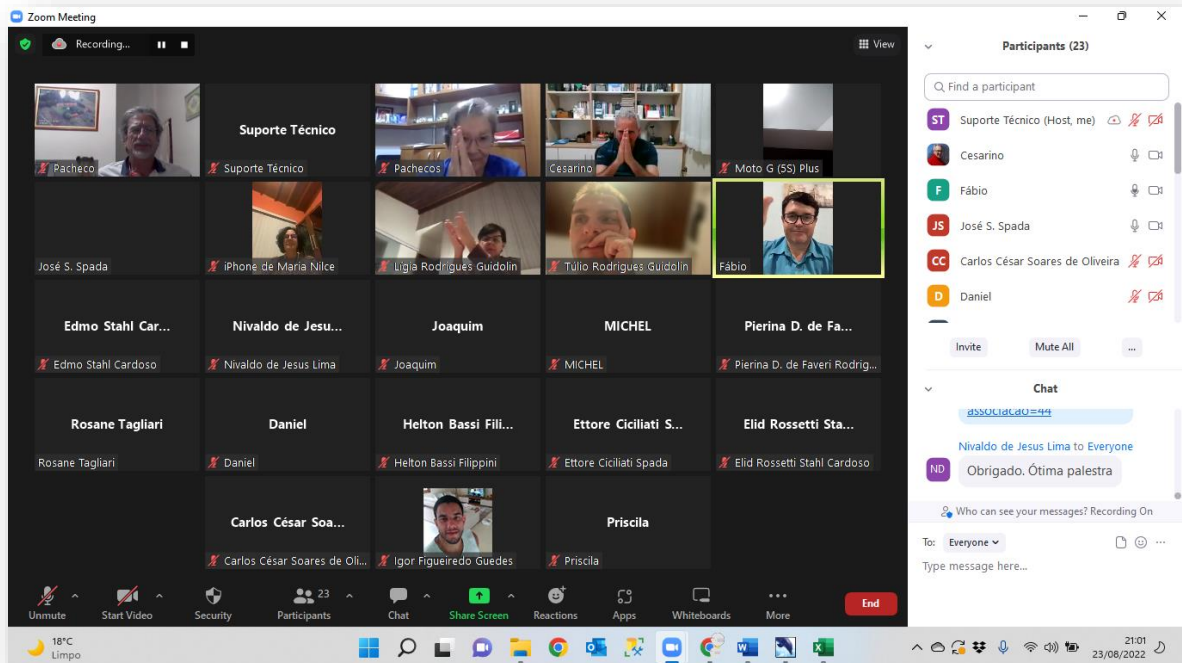 Zoom Meeting
Recording...
View
Pacheco
Suporte Técnico
Suporte Técnico
Pachecos
Cesarino
Moto G (5S) Plus
José S. Spada
iPhone de Maria Nilce
Lígia Rodrigues Guidolin
Túlio Rodrigues Guidolin
Fábio
Edmo Stahl Car...
Edmo Stahl Cardoso
Nivaldo de Jesu...
Nivaldo de Jesus Lima
Joaquim
Joaquim
MICHEL
MICHEL
Pierina D. de Fa...
Pierina D. de Faveri Rodrig...
Rosane Tagliari
Rosane Tagliari
Daniel
Daniel
Helton Bassi Fili...
Helton Bassi Filippini
Ettore Ciciliati S...
Ettore Ciciliati Spada
Elid Rossetti Sta...
Elid Rossetti Stahl Cardoso
Carlos César Soa...
Carlos César Soares de Oli...
Igor Figueiredo Guedes
Priscila
Priscila
Unmute
Start Video
Security
23
Participants
Chat
Share Screen
Reactions
Apps
Whiteboards
More
End
Participants (23)
Find a participant
ST
Suporte Técnico (Host, me)
Cesarino
F
Fábio
JS
José S. Spada
CC
Carlos César Soares de Oliveira
D
Daniel
Invite
Mute All
...
Chat
associacao=44
Nivaldo de Jesus Lima to Everyone
ND
Obrigado. Ótima palestra
Who can see your messages? Recording On
To: Everyone
Type message here...
18°C
Limpo
21:01
23/08/2022